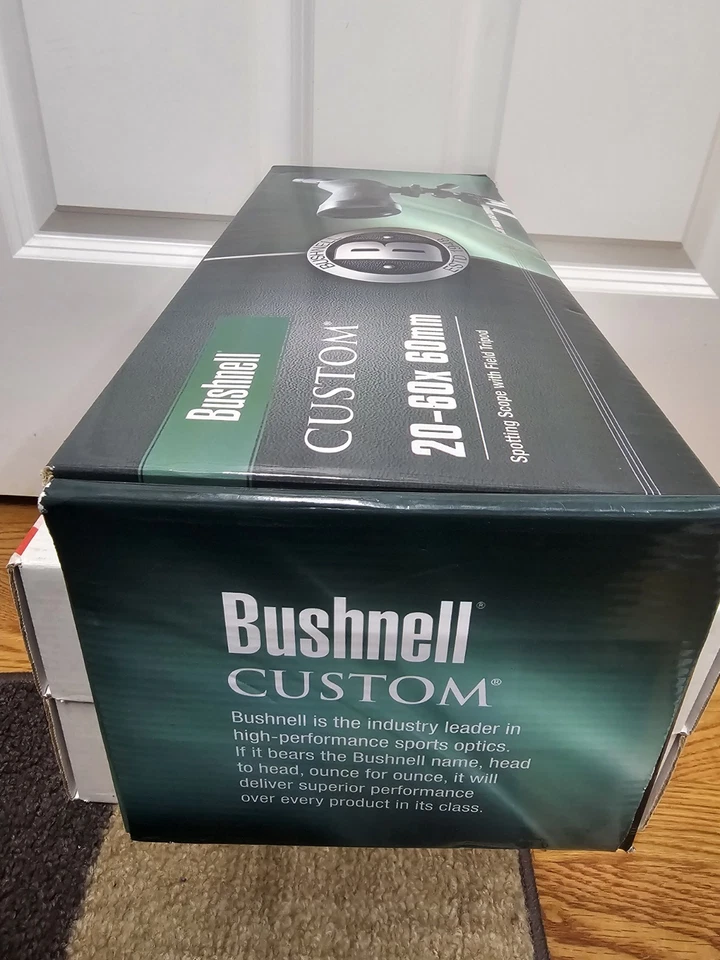 BUSHNELL
B
Bushnell®
CUSTOM®
20-60x 60mm
Spotting Scope with Field Tripod
Bushnell®
CUSTOM®
Bushnell is the industry leader in
high-performance sports optics.
If it bears the Bushnell name, head
to head, ounce for ounce, it will
deliver superior performance
over every product in its class.